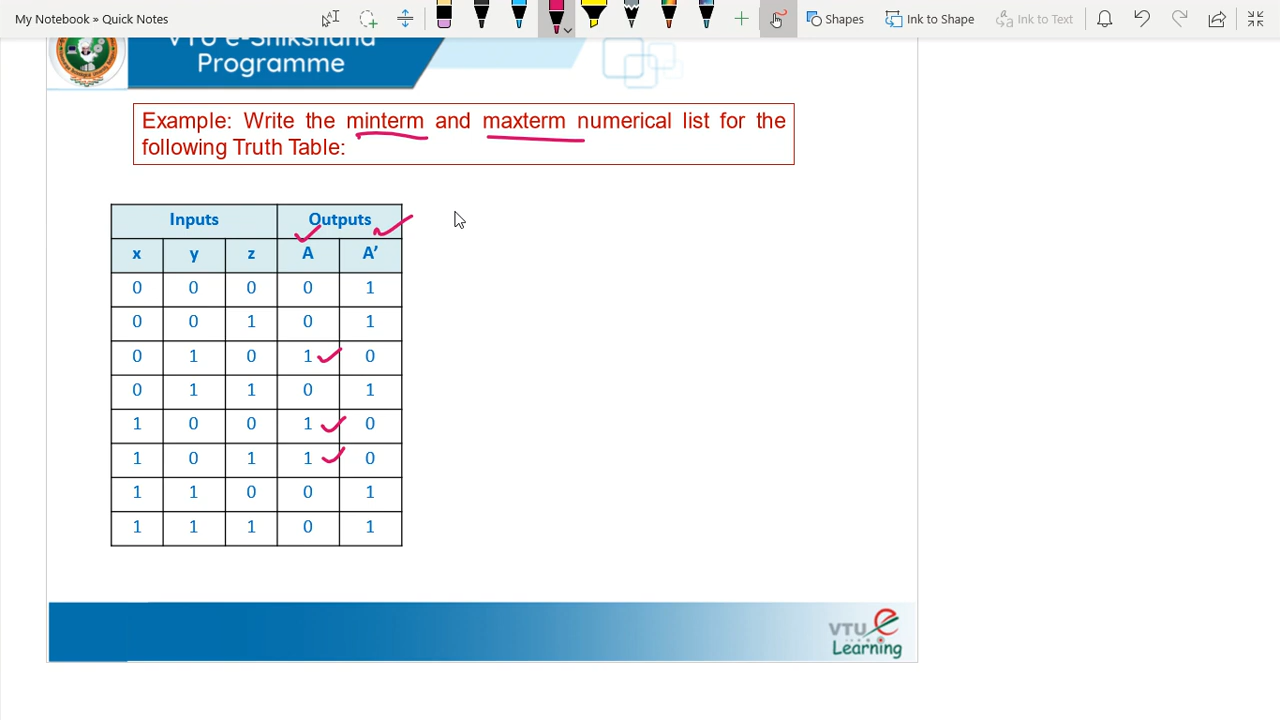 My Notebook » Quick Notes
Shapes
Ink to Shape
Ink to Text
VTU e-Shikshana
Programme
Example: Write the minterm and maxterm numerical list for the
following Truth Table:
Inputs Outputs
x y z A A’
0 0 0 0 1
0 0 1 0 1
0 1 0 1 0
0 1 1 0 1
1 0 0 1 0
1 0 1 1 0
1 1 0 0 1
1 1 1 0 1
VTU e
Learning